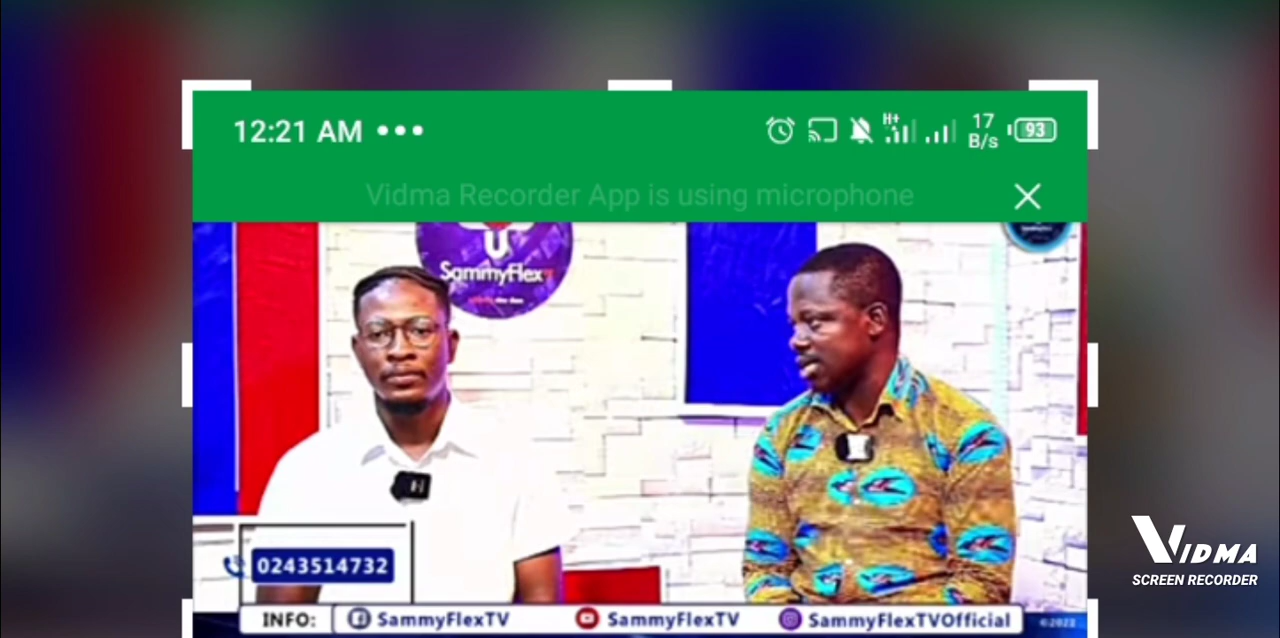 12:21 AM
H+
17
B/s
93
Vidma Recorder App is using microphone
SammyFlex
0243514732
INFO: SammyFlexTV SammyFlexTV SammyFlexTVOfficial
©2022
VIDMA
SCREEN RECORDER